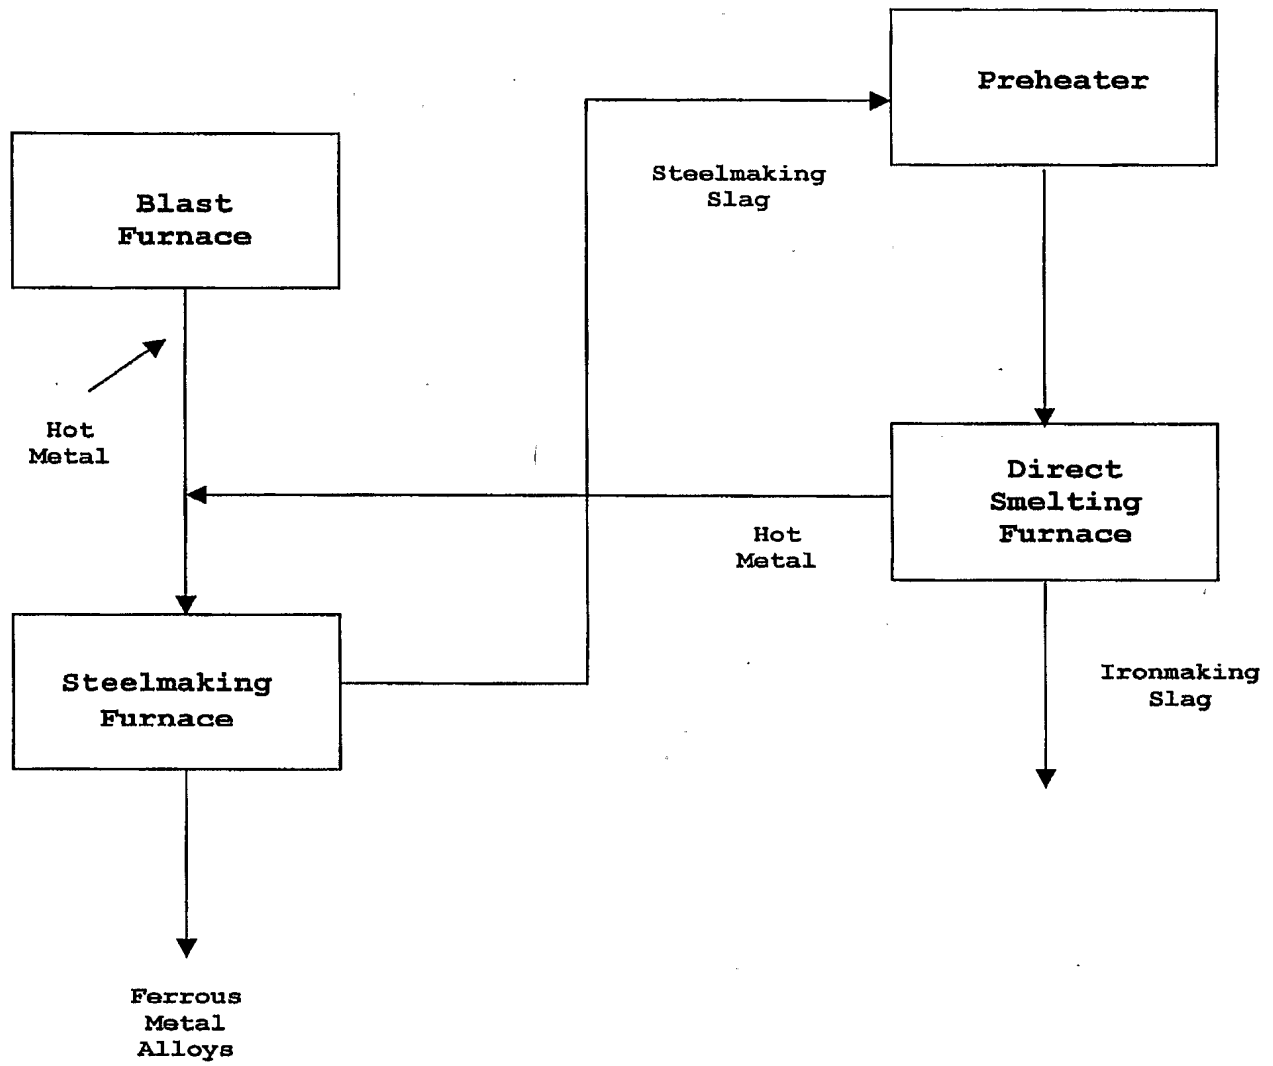 Preheater
Steelmaking
Slag
Blast
Furnace
Hot
Metal
Direct
Smelting
Furnace
Hot
Metal
Steelmaking
Furnace
Ironmaking
Slag
Ferrous
Metal
Alloys